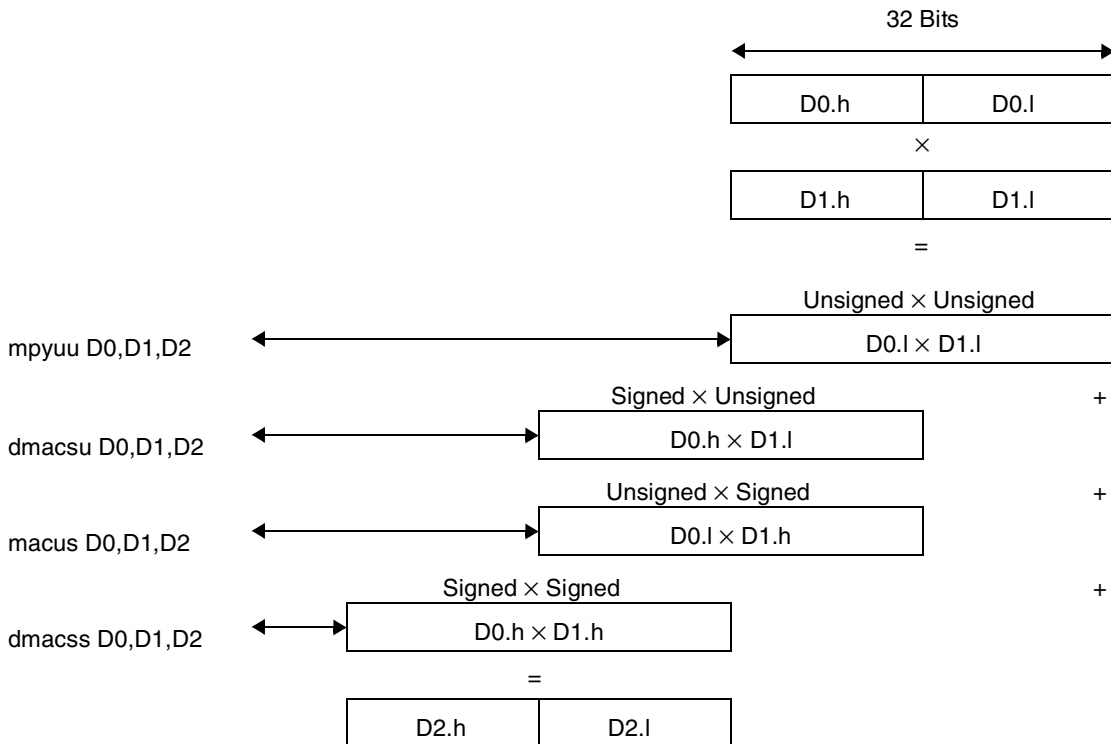 32 Bits
D0.h D0.l
×
D1.h D1.l
=
Unsigned × Unsigned
mpyuu D0,D1,D2 D0.l × D1.l
Signed × Unsigned +
dmacsu D0,D1,D2 D0.h × D1.l
Unsigned × Signed +
macus D0,D1,D2 D0.l × D1.h
Signed × Signed +
dmacss D0,D1,D2 D0.h × D1.h
=
D2.h D2.l